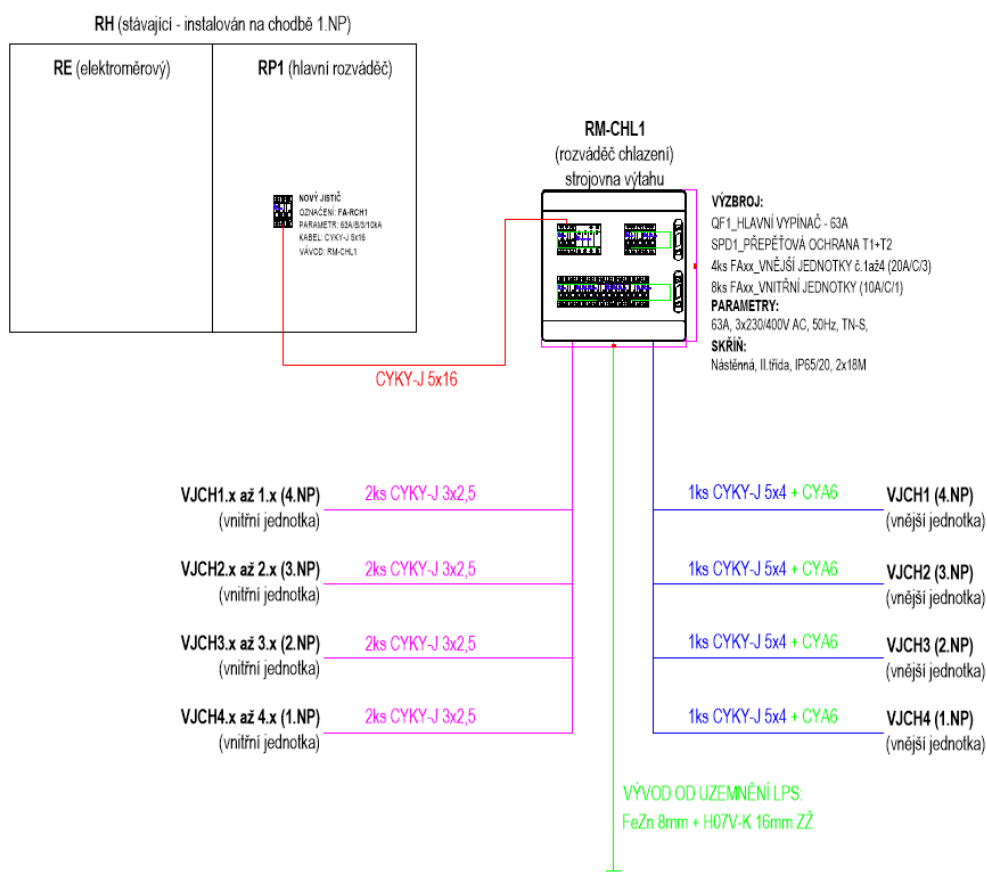 RH (stávající - instalován na chodbě 1.NP)
RE (elektroměrový)
RP1 (hlavní rozváděč)
NOVÝ JISTIČ
OZNAČENÍ: FA-RCH1
PARAMETR: 63A/B/3/10kA
KABEL: CYKY-J 5x16
VÁVOD: RM-CHL1
RM-CHL1
(rozváděč chlazení)
strojovna výtahu
VÝZBROJ:
QF1_HLAVNÍ VYPÍNAČ - 63A
SPD1_PŘEPĚŤOVÁ OCHRANA T1+T2
4ks FAxx_VNĚJŠÍ JEDNOTKY č.1až4 (20A/C/3)
8ks FAxx_VNITŘNÍ JEDNOTKY (10A/C/1)
PARAMETRY:
63A, 3x230/400V AC, 50Hz, TN-S,
SKŘÍŇ:
Nástěnná, II.třída, IP65/20, 2x18M
CYKY-J 5x16
VJCH1.x až 1.x (4.NP)
(vnitřní jednotka)
2ks CYKY-J 3x2,5
1ks CYKY-J 5x4 + CYA6
VJCH1 (4.NP)
(vnější jednotka)
VJCH2.x až 2.x (3.NP)
(vnitřní jednotka)
2ks CYKY-J 3x2,5
1ks CYKY-J 5x4 + CYA6
VJCH2 (3.NP)
(vnější jednotka)
VJCH3.x až 3.x (2.NP)
(vnitřní jednotka)
2ks CYKY-J 3x2,5
1ks CYKY-J 5x4 + CYA6
VJCH3 (2.NP)
(vnější jednotka)
VJCH4.x až 4.x (1.NP)
(vnitřní jednotka)
2ks CYKY-J 3x2,5
1ks CYKY-J 5x4 + CYA6
VJCH4 (1.NP)
(vnější jednotka)
VÝVOD OD UZEMNĚNÍ LPS:
FeZn 8mm + H07V-K 16mm ZŽ